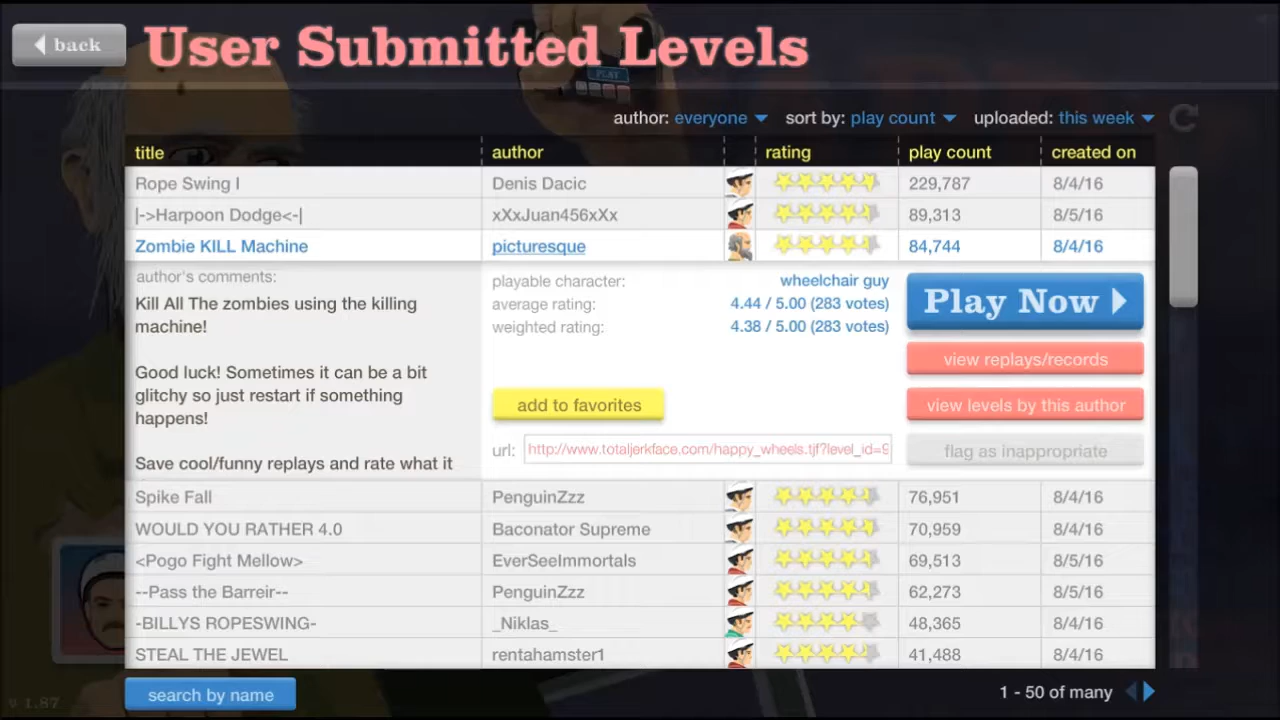 back
User Submitted Levels
PLAY
author: everyone sort by: play count uploaded: this week
title author rating play count created on
Rope Swing I Denis Dacic 229,787 8/4/16
|->Harpoon Dodge<-| xXxJuan456xXx 89,313 8/5/16
Zombie KILL Machine picturesque 84,744 8/4/16
author's comments:
Kill All The zombies using the killing
machine!
Good luck! Sometimes it can be a bit
glitchy so just restart if something
happens!
Save cool/funny replays and rate what it
playable character: wheelchair guy
average rating: 4.44 / 5.00 (283 votes)
weighted rating: 4.38 / 5.00 (283 votes)
add to favorites
url: http://www.totaljerkface.com/happy_wheels.tjf?level_id=9
Play Now
view replays/records
view levels by this author
flag as inappropriate
Spike Fall PenguinZzz 76,951 8/4/16
WOULD YOU RATHER 4.0 Baconator Supreme 70,959 8/4/16
<Pogo Fight Mellow> EverSeeImmortals 69,513 8/5/16
--Pass the Barreir-- PenguinZzz 62,273 8/5/16
-BILLYS ROPESWING- _Niklas_ 48,365 8/4/16
STEAL THE JEWEL rentahamster1 41,488 8/4/16
search by name
1 - 50 of many
v 1.87